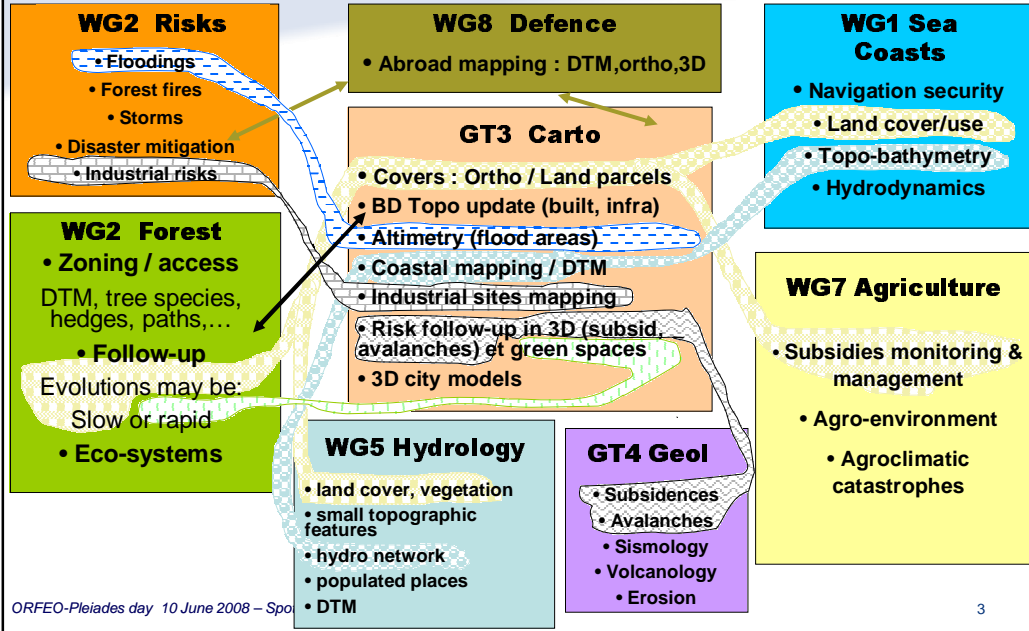 WG2 Risks
• Floodings
• Forest fires
• Storms
• Disaster mitigation
• Industrial risks
WG8 Defence
• Abroad mapping : DTM,ortho,3D
WG1 Sea
Coasts
• Navigation security
• Land cover/use
• Topo-bathymetry
• Hydrodynamics
GT3 Carto
• Covers : Ortho / Land parcels
• BD Topo update (built, infra)
• Altimetry (flood areas)
• Coastal mapping / DTM
• Industrial sites mapping
• Risk follow-up in 3D (subsid,
avalanches) et green spaces
• 3D city models
WG2 Forest
• Zoning / access
DTM, tree species,
hedges, paths,…
• Follow-up
Evolutions may be:
Slow or rapid
• Eco-systems
WG7 Agriculture
• Subsidies monitoring &
management
• Agro-environment
• Agroclimatic
catastrophes
WG5 Hydrology
• land cover, vegetation
• small topographic
features
• hydro network
• populated places
• DTM
GT4 Geol
• Subsidences
• Avalanches
• Sismology
• Volcanology
• Erosion
ORFEO-Pleiades day 10 June 2008 – Spo
3